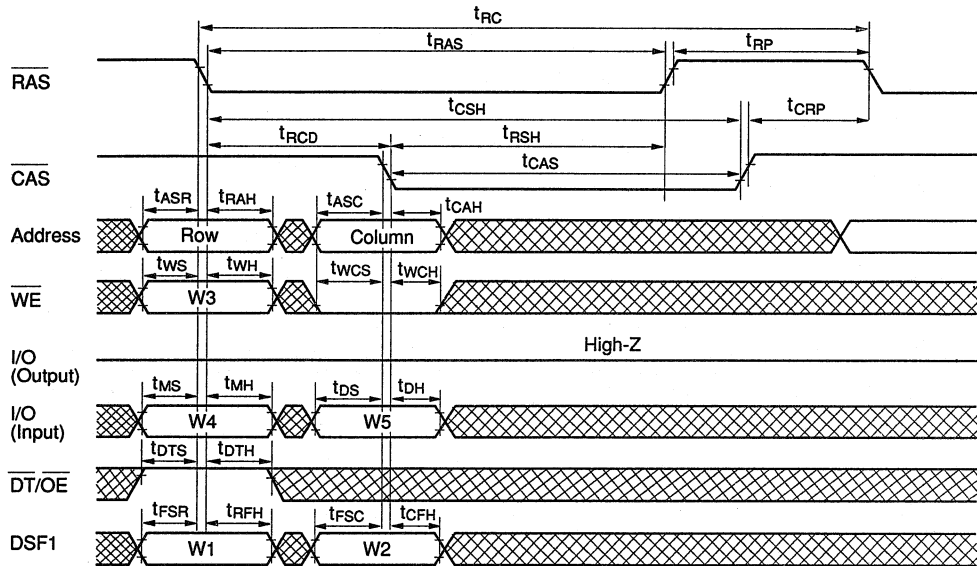 tRC
tRAS tRP
RAS
tCSH tCRP
tRCD tRSH
tCAS
CAS
tASR tRAH tASC tCAH
Address Row Column
tWS tWH tWCS tWCH
WE W3
High-Z
I/O
(Output)
tMS tMH tDS tDH
I/O
(Input) W4 W5
tDTS tDTH
DT/OE
tFSR tRFH tFSC tCFH
DSF1 W1 W2